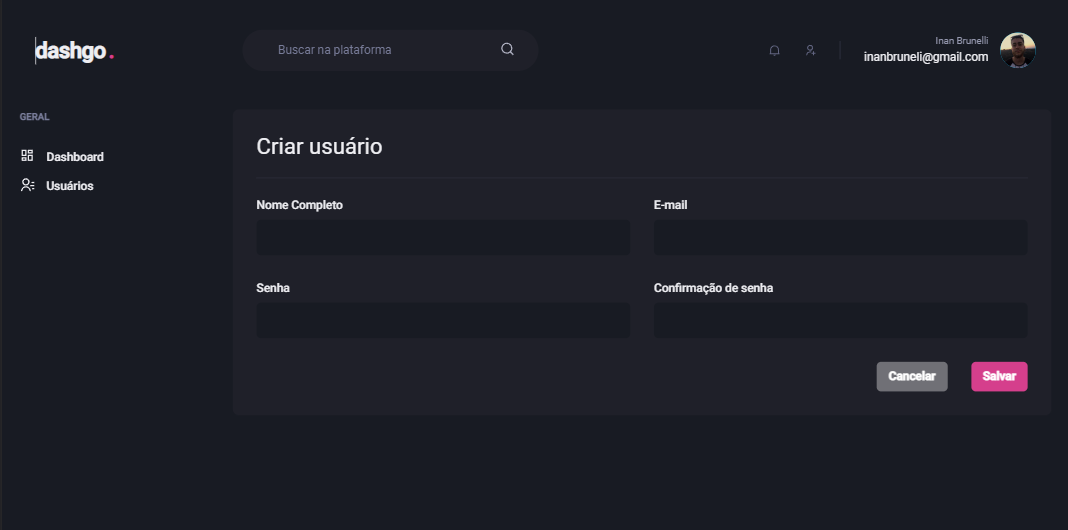 dashgo.
Buscar na plataforma
Inan Brunelli
inanbruneli@gmail.com
GERAL
Dashboard
Usuários
Criar usuário
Nome Completo
E-mail
Senha
Confirmação de senha
Cancelar
Salvar